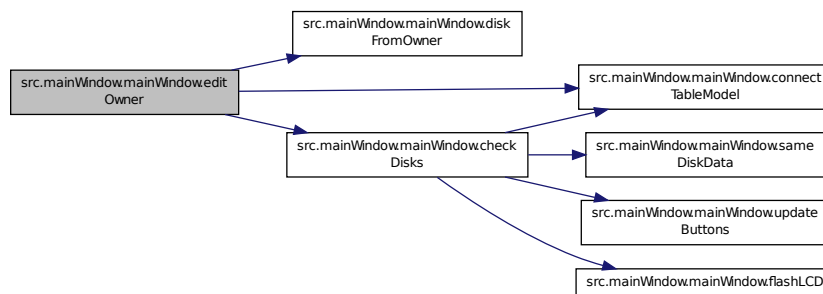 src.mainWindow.mainWindow.disk
FromOwner
src.mainWindow.mainWindow.edit
Owner
src.mainWindow.mainWindow.connect
TableModel
src.mainWindow.mainWindow.check
Disks
src.mainWindow.mainWindow.same
DiskData
src.mainWindow.mainWindow.update
Buttons
src.mainWindow.mainWindow.flashLCD